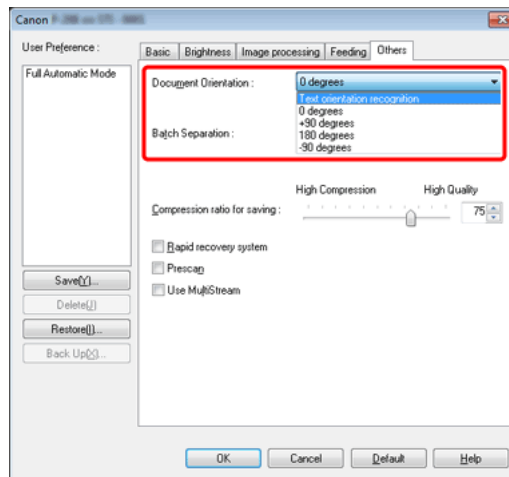 Canon
User Preference :
Full Automatic Mode
Save(Y)...
Delete(J)
Restore(I)...
Back Up(X)...
Basic Brightness Image processing Feeding Others
Document Orientation :
0 degrees
Text orientation recognition
0 degrees
+90 degrees
180 degrees
-90 degrees
Batch Separation :
High Compression High Quality
Compression ratio for saving :
75
Rapid recovery system
Prescan
Use MultiStream
OK Cancel Default Help